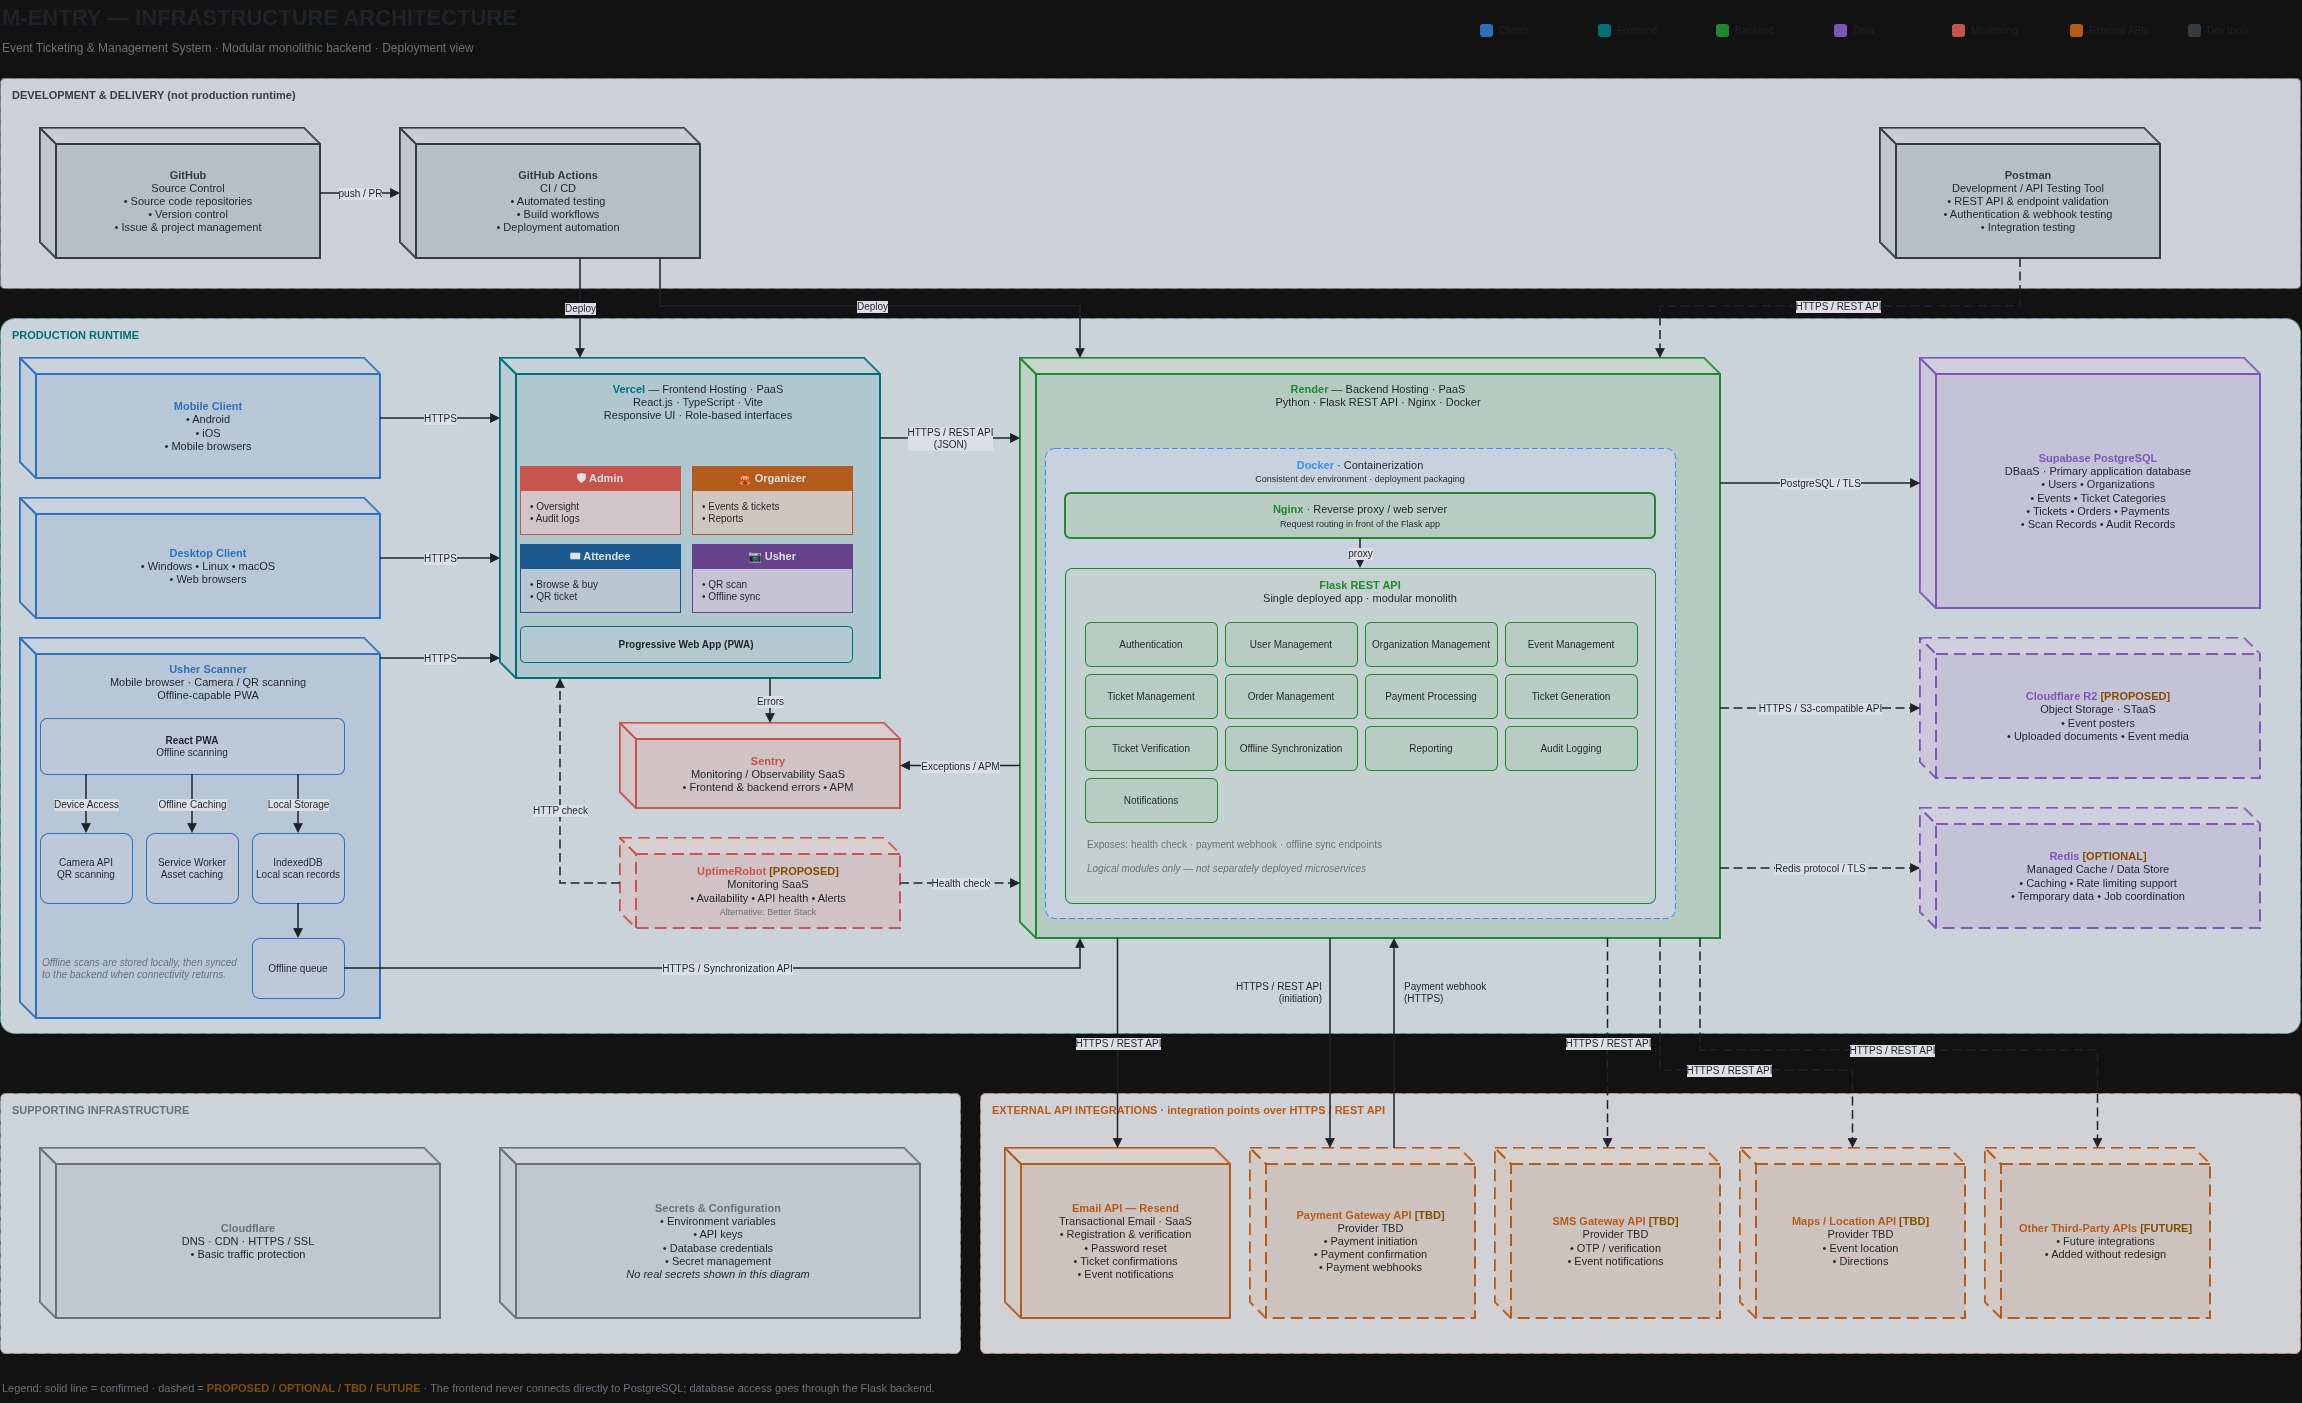 M-ENTRY — INFRASTRUCTURE ARCHITECTURE
Event Ticketing & Management System · Modular monolithic backend · Deployment view
Clients
Frontend
Backend
Data
Monitoring
External APIs
Dev tools
DEVELOPMENT & DELIVERY (not production runtime)
GitHub
Source Control
• Source code repositories
• Version control
• Issue & project management
push / PR
GitHub Actions
CI / CD
• Automated testing
• Build workflows
• Deployment automation
Postman
Development / API Testing Tool
• REST API & endpoint validation
• Authentication & webhook testing
• Integration testing
Deploy
Deploy
HTTPS / REST API
PRODUCTION RUNTIME
Mobile Client
• Android
• iOS
• Mobile browsers
HTTPS
Desktop Client
• Windows • Linux • macOS
• Web browsers
HTTPS
Usher Scanner
Mobile browser · Camera / QR scanning
Offline-capable PWA
HTTPS
React PWA
Offline scanning
Device Access
Offline Caching
Local Storage
Camera API
QR scanning
Service Worker
Asset caching
IndexedDB
Local scan records
Offline scans are stored locally, then synced
to the backend when connectivity returns.
Offline queue
HTTPS / Synchronization API
Vercel — Frontend Hosting · PaaS
React.js · TypeScript · Vite
Responsive UI · Role-based interfaces
🛡 Admin
• Oversight
• Audit logs
🎪 Organizer
• Events & tickets
• Reports
🎟 Attendee
• Browse & buy
• QR ticket
📷 Usher
• QR scan
• Offline sync
Progressive Web App (PWA)
HTTPS / REST API
(JSON)
Errors
Sentry
Monitoring / Observability SaaS
• Frontend & backend errors • APM
Exceptions / APM
HTTP check
UptimeRobot [PROPOSED]
Monitoring SaaS
• Availability • API health • Alerts
Alternative: Better Stack
Health check
Render — Backend Hosting · PaaS
Python · Flask REST API · Nginx · Docker
Docker · Containerization
Consistent dev environment · deployment packaging
Nginx · Reverse proxy / web server
Request routing in front of the Flask app
proxy
Flask REST API
Single deployed app · modular monolith
Authentication
User Management
Organization Management
Event Management
Ticket Management
Order Management
Payment Processing
Ticket Generation
Ticket Verification
Offline Synchronization
Reporting
Audit Logging
Notifications
Exposes: health check · payment webhook · offline sync endpoints
Logical modules only — not separately deployed microservices
PostgreSQL / TLS
Supabase PostgreSQL
DBaaS · Primary application database
• Users • Organizations
• Events • Ticket Categories
• Tickets • Orders • Payments
• Scan Records • Audit Records
HTTPS / S3-compatible API
Cloudflare R2 [PROPOSED]
Object Storage · STaaS
• Event posters
• Uploaded documents • Event media
Redis protocol / TLS
Redis [OPTIONAL]
Managed Cache / Data Store
• Caching • Rate limiting support
• Temporary data • Job coordination
HTTPS / REST API
(initiation)
Payment webhook
(HTTPS)
HTTPS / REST API
HTTPS / REST API
HTTPS / REST API
HTTPS / REST API
SUPPORTING INFRASTRUCTURE
Cloudflare
DNS · CDN · HTTPS / SSL
• Basic traffic protection
Secrets & Configuration
• Environment variables
• API keys
• Database credentials
• Secret management
No real secrets shown in this diagram
EXTERNAL API INTEGRATIONS · integration points over HTTPS / REST API
Email API — Resend
Transactional Email · SaaS
• Registration & verification
• Password reset
• Ticket confirmations
• Event notifications
Payment Gateway API [TBD]
Provider TBD
• Payment initiation
• Payment confirmation
• Payment webhooks
SMS Gateway API [TBD]
Provider TBD
• OTP / verification
• Event notifications
Maps / Location API [TBD]
Provider TBD
• Event location
• Directions
Other Third-Party APIs [FUTURE]
• Future integrations
• Added without redesign
Legend: solid line = confirmed · dashed = PROPOSED / OPTIONAL / TBD / FUTURE · The frontend never connects directly to PostgreSQL; database access goes through the Flask backend.